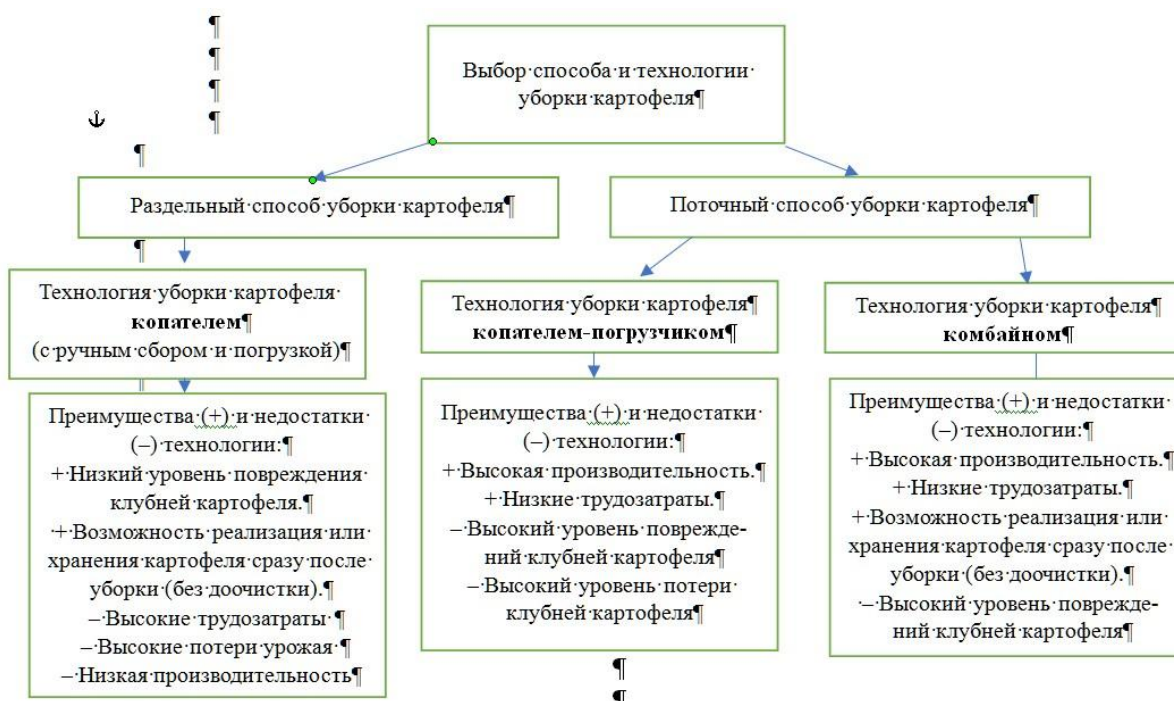 Выбор способа и технологии
уборки картофеля¶
Раздельный способ уборки картофеля¶
Поточный способ уборки картофеля¶
Технология уборки картофеля
копателем¶
(с ручным сбором и погрузкой)¶
Технология уборки картофеля¶
копателем-погрузчиком¶
Технология уборки картофеля¶
комбайном¶
Преимущества (+) и недостатки
(–) технологии:¶
+ Низкий уровень повреждения
клубней картофеля.¶
+ Возможность реализация или
хранения картофеля сразу после
уборки (без доочистки).¶
– Высокие трудозатраты ¶
– Высокие потери урожая ¶
– Низкая производительность¶
Преимущества (+) и недостатки
(–) технологии:¶
+ Высокая производительность.¶
+ Низкие трудозатраты.¶
– Высокий уровень поврежде-
ний клубней картофеля¶
– Высокий уровень потери
клубней картофеля¶
Преимущества (+) и недостатки
(–) технологии:¶
+ Высокая производительность.¶
+ Низкие трудозатраты.¶
+ Возможность реализация или
хранения картофеля сразу после
уборки (без доочистки).¶
– Высокий уровень поврежде-
ний клубней картофеля¶